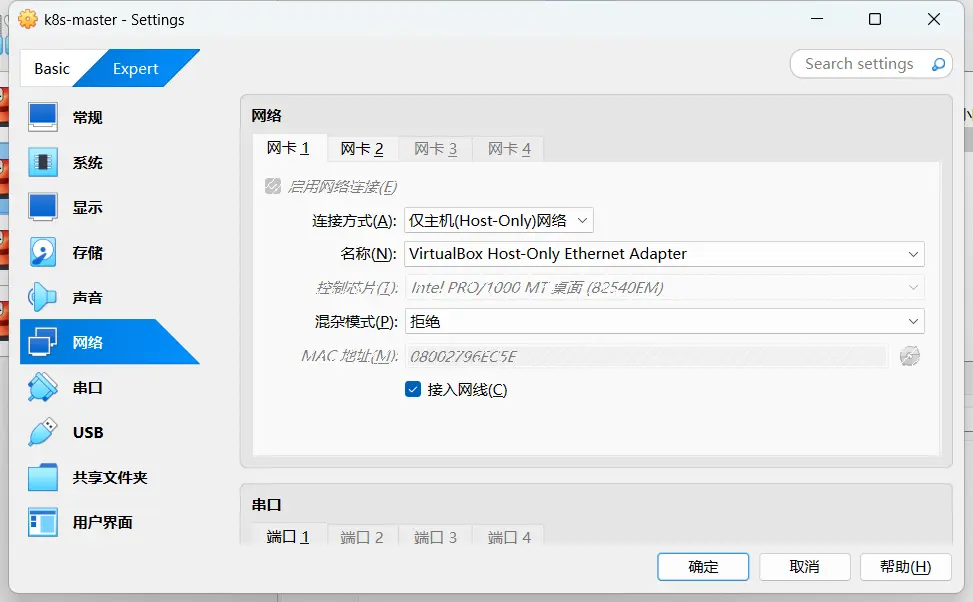 k8s-master - Settings
Basic
Expert
Search settings
常规
系统
显示
存储
声音
网络
串口
USB
共享文件夹
用户界面
网络
网卡 1
网卡 2
网卡 3
网卡 4
启用网络连接(E)
连接方式(A): 仅主机(Host-Only)网络
名称(N): VirtualBox Host-Only Ethernet Adapter
控制芯片(T): Intel PRO/1000 MT 桌面 (82540EM)
混杂模式(P): 拒绝
MAC 地址(M): 08002796EC5E
接入网线(C)
串口
端口 1
端口 2
端口 3
端口 4
确定
取消
帮助(H)